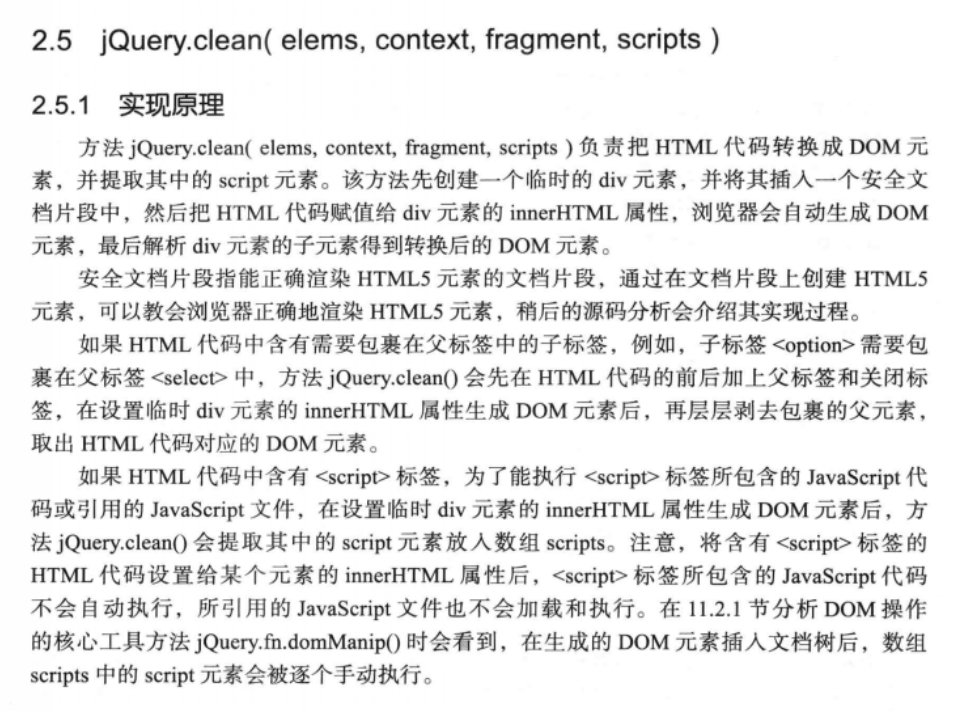 2.5 jQuery.clean( elems, context, fragment, scripts )
2.5.1 实现原理
方法 jQuery.clean( elems, context, fragment, scripts ) 负责把 HTML 代码转换成 DOM 元
素，并提取其中的 script 元素。该方法先创建一个临时的 div 元素，并将其插入一个安全文
档片段中，然后把 HTML 代码赋值给 div 元素的 innerHTML 属性，浏览器会自动生成 DOM
元素，最后解析 div 元素的子元素得到转换后的 DOM 元素。
安全文档片段指能正确渲染 HTML5 元素的文档片段，通过在文档片段上创建 HTML5
元素，可以教会浏览器正确地渲染 HTML5 元素，稍后的源码分析会介绍其实现过程。
如果 HTML 代码中含有需要包裹在父标签中的子标签，例如，子标签 <option> 需要包
裹在父标签 <select> 中，方法 jQuery.clean() 会先在 HTML 代码的前后加上父标签和关闭标
签，在设置临时 div 元素的 innerHTML 属性生成 DOM 元素后，再层层剥去包裹的父元素，
取出 HTML 代码对应的 DOM 元素。
如果 HTML 代码中含有 <script> 标签，为了能执行 <script> 标签所包含的 JavaScript 代
码或引用的 JavaScript 文件，在设置临时 div 元素的 innerHTML 属性生成 DOM 元素后，方
法 jQuery.clean() 会提取其中的 script 元素放入数组 scripts。注意，将含有 <script> 标签的
HTML 代码设置给某个元素的 innerHTML 属性后，<script> 标签所包含的 JavaScript 代码
不会自动执行，所引用的 JavaScript 文件也不会加载和执行。在 11.2.1 节分析 DOM 操作
的核心工具方法 jQuery.fn.domManip() 时会看到，在生成的 DOM 元素插入文档树后，数组
scripts 中的 script 元素会被逐个手动执行。